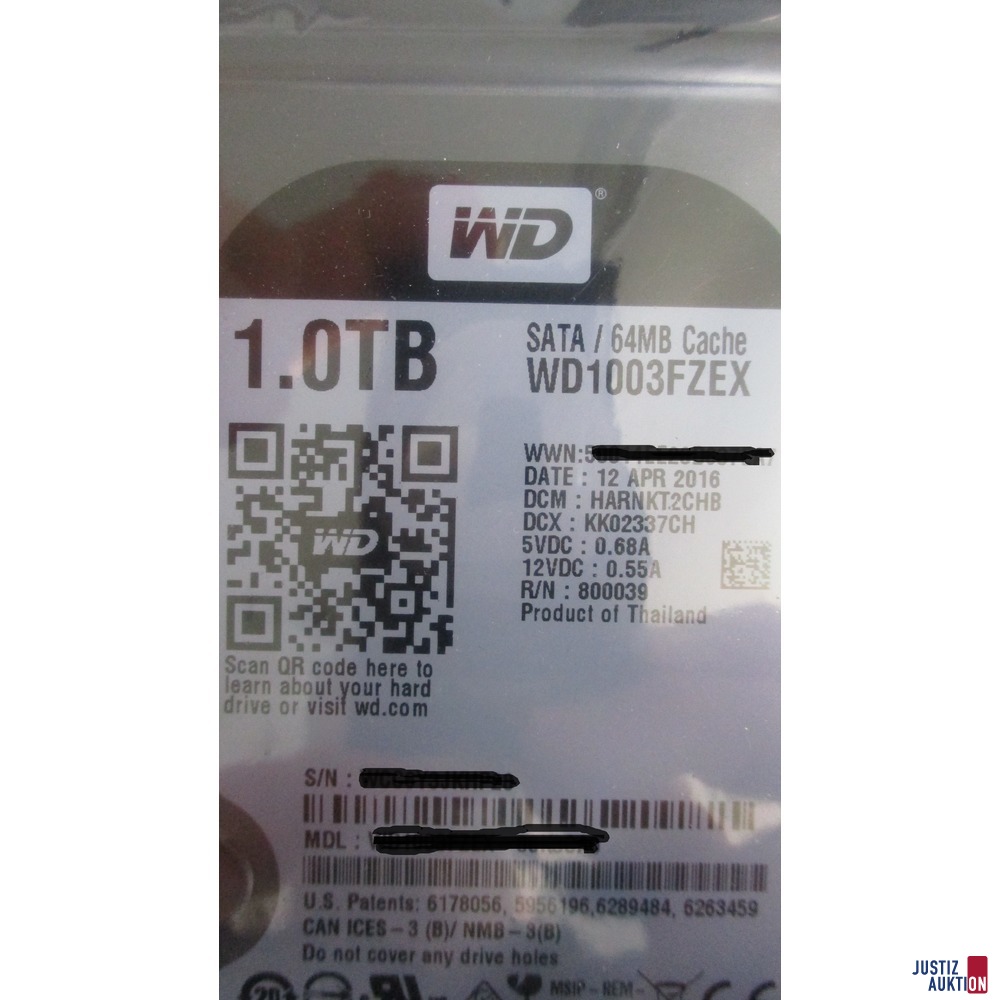 WD®
1.0TB
SATA / 64MB Cache
WD1003FZEX
WWN:
DATE : 12 APR 2016
DCM : HARNKT2CHB
DCX : KK02337CH
5VDC : 0.68A
12VDC : 0.55A
R/N : 800039
Product of Thailand
WD
Scan QR code here to
learn about your hard
drive or visit wd.com
S/N :
MDL :
U.S. Patents: 6178056, 5956196,6289484, 6263459
CAN ICES-3 (B)/ NMB-3(B)
Do not cover any drive holes
MSIP-REM-
JUSTIZ
AUKTION